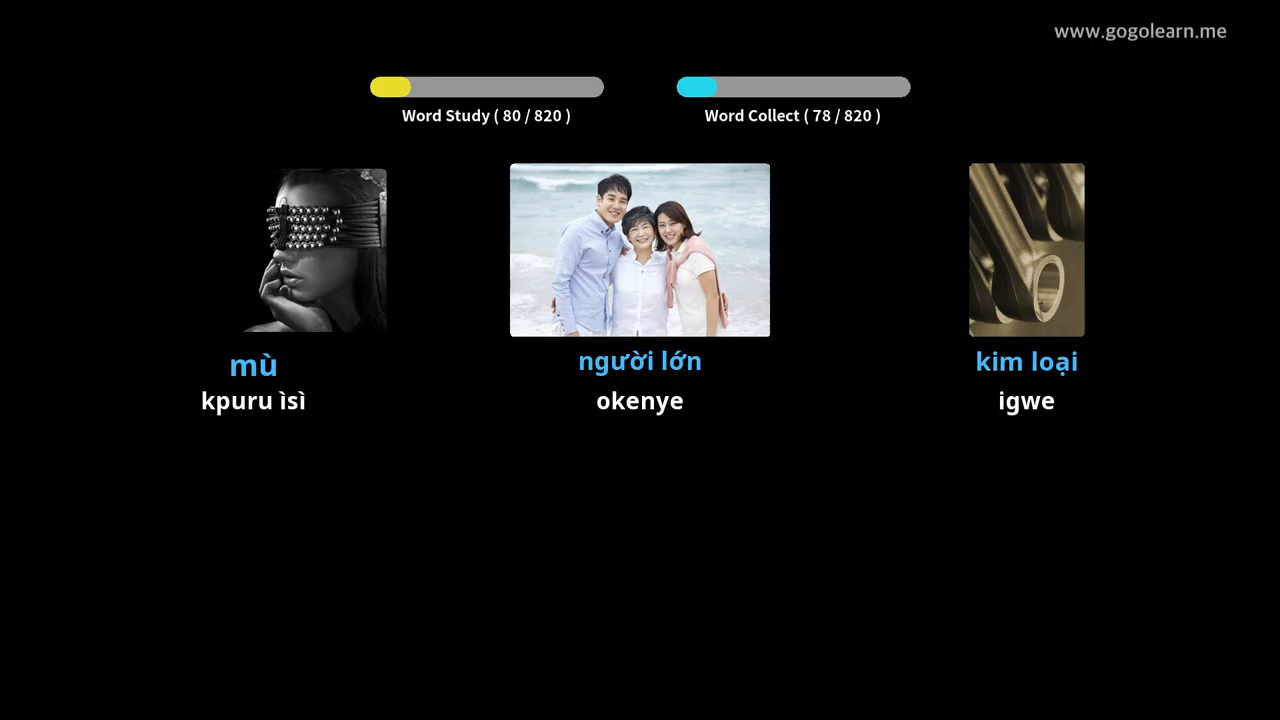 www.gogolearn.me
Word Study ( 80 / 820 )
Word Collect ( 78 / 820 )
mù
kpuru ìsì
người lớn
okenye
kim loại
igwe